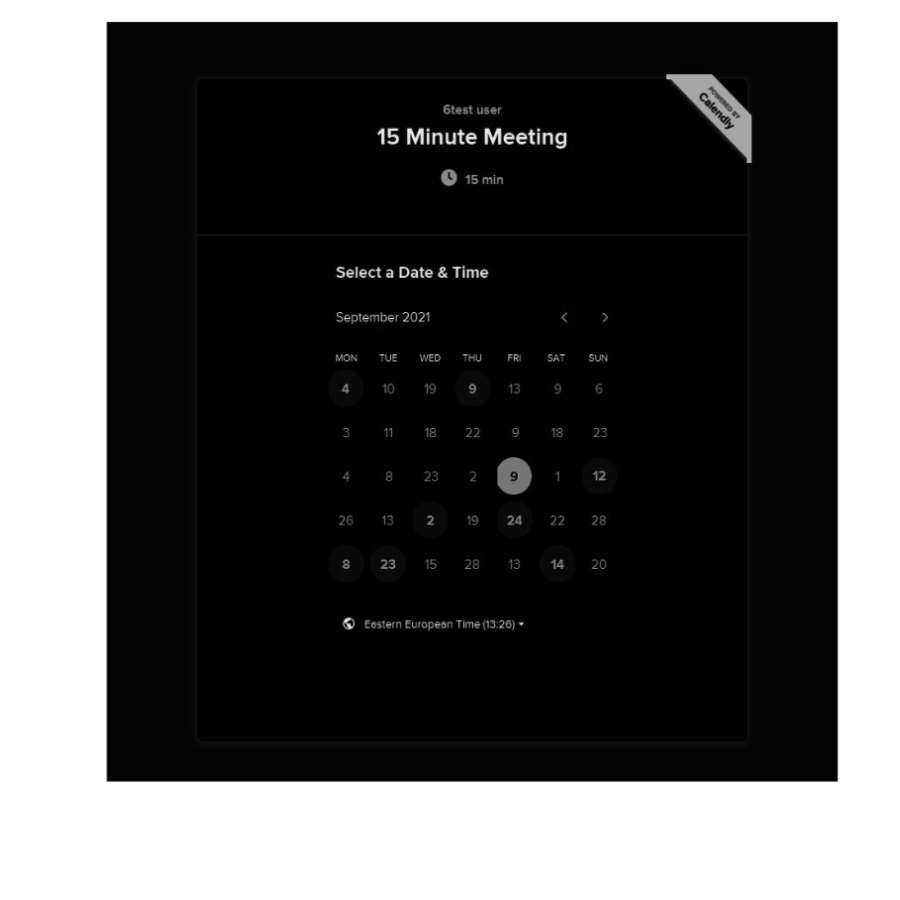 POWERED BY
Calendly
6test user
15 Minute Meeting
15 min
Select a Date & Time
September 2021
MON TUE WED THU FRI SAT SUN
4 10 19 9 13 9 6
3 11 18 22 9 18 23
4 8 23 2 9 1 12
26 13 2 19 24 22 28
8 23 15 28 13 14 20
Eastern European Time (13:26)